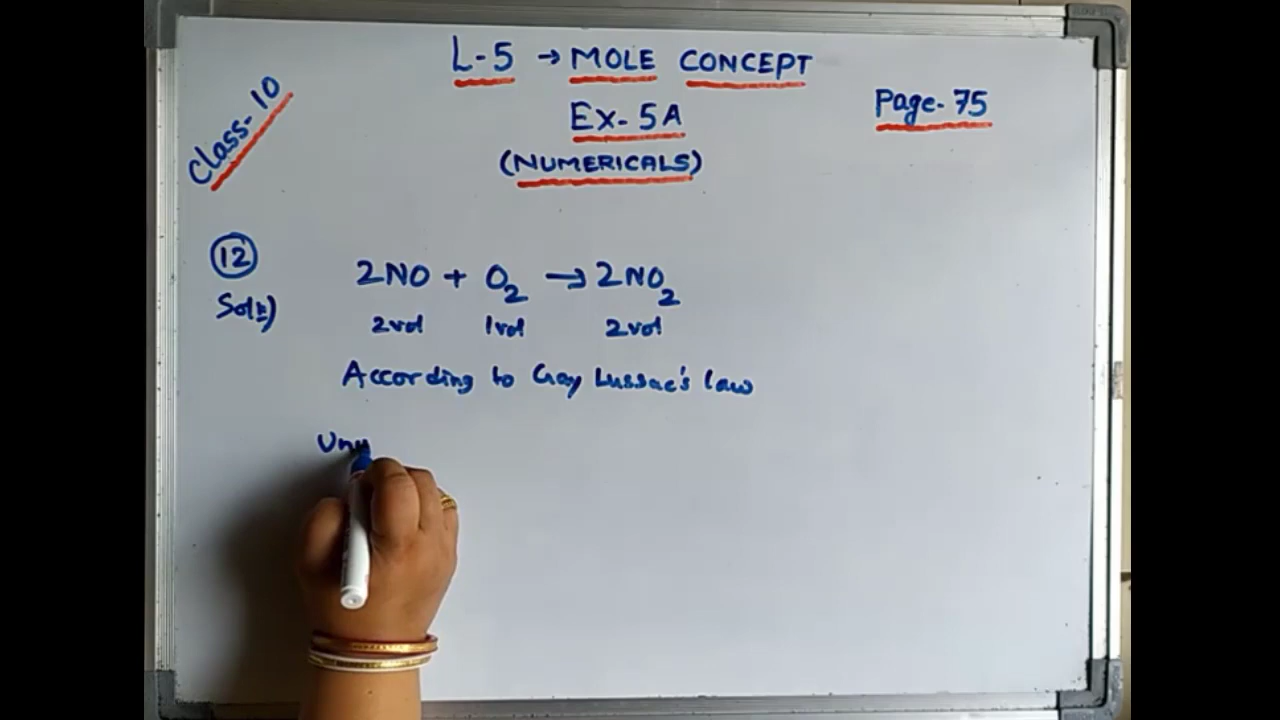 L-5 → MOLE CONCEPT
Class-10
Page-75
Ex-5A
(NUMERICALS)
12
2NO + O₂ → 2NO₂
Solⁿ)
2vol 1vol 2vol
According to Gay Lussac's law